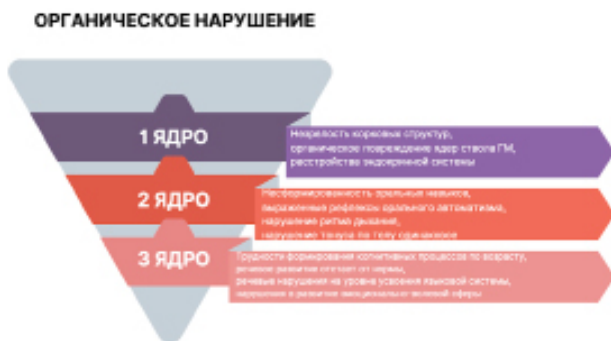 ОРГАНИЧЕСКОЕ НАРУШЕНИЕ
1 ЯДРО
Незрелость корковых структур,
органическое повреждение ядер ствола ГМ,
расстройства эндокринной системы
2 ЯДРО
Несформированность оральных навыков,
выраженные рефлексы орального автоматизма,
нарушение ритма дыхания,
нарушение тонуса по телу одинаковое
3 ЯДРО
Трудности формирования когнитивных процессов по возрасту,
речевое развитие отстает от нормы,
речевые нарушения на уровне усвоения языковой системы,
нарушения в развитии эмоционально-волевой сферы